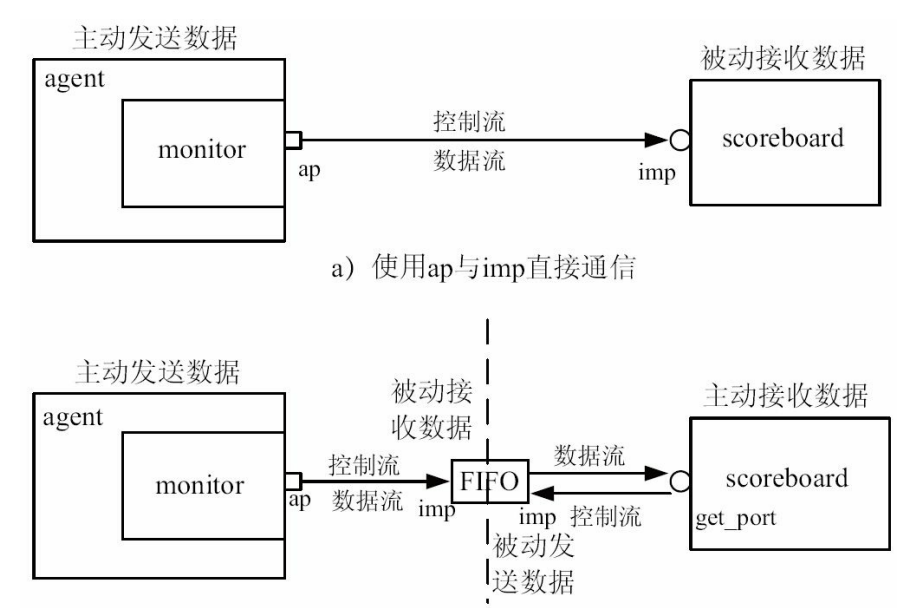 主动发送数据
被动接收数据
agent
monitor
控制流
数据流
ap
imp
scoreboard
a）使用ap与imp直接通信
主动发送数据
被动接
收数据
主动接收数据
agent
monitor
控制流
数据流
ap
imp
FIFO
数据流
imp 控制流
scoreboard
get_port
被动发
送数据